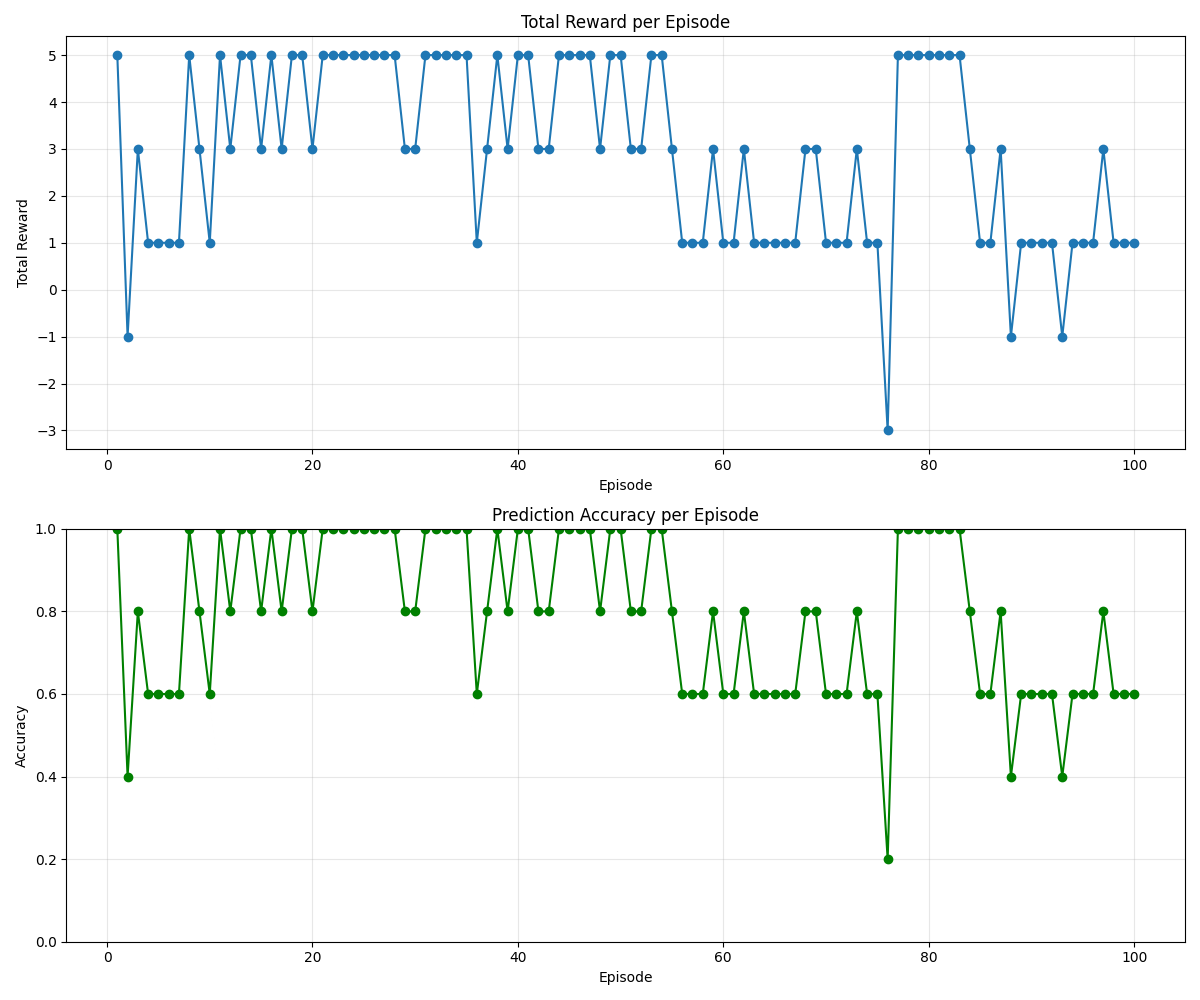 Total Reward per Episode
5
4
3
2
1
0
−1
−2
−3
Total Reward
0 20 40 60 80 100
Episode
Prediction Accuracy per Episode
1.0
0.8
0.6
0.4
0.2
0.0
Accuracy
0 20 40 60 80 100
Episode